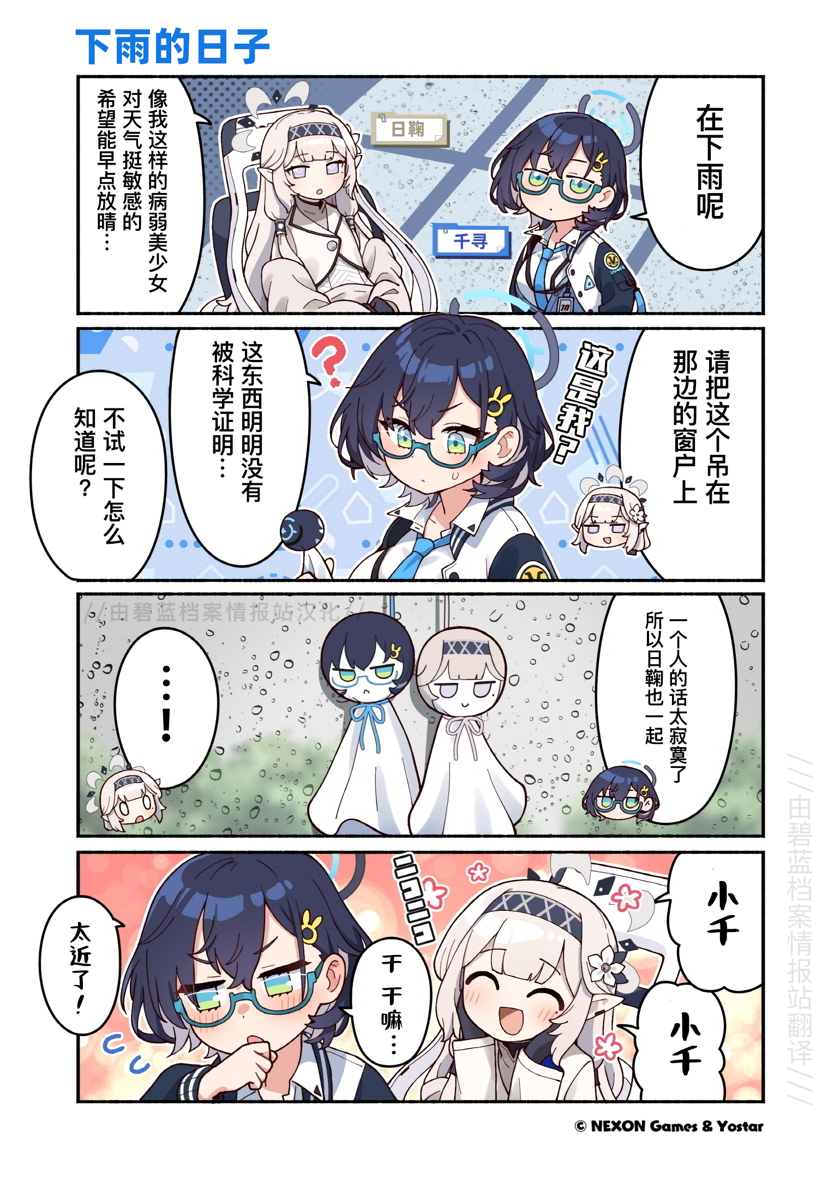 下雨的日子
在下雨呢
千寻
日鞠
像我这样的病弱美少女
对天气挺敏感的
希望能早点放晴…
请把这个吊在
那边的窗户上
这是我？
?
这东西明明没有
被科学证明…
不试一下怎么
知道呢？
//由碧蓝档案情报站汉化//
一个人的话太寂寞了
所以日鞠也一起
…！
小千
小千
ニコニコ
干干嘛…
太近了！
///由碧蓝档案情报站翻译///
© NEXON Games & Yostar